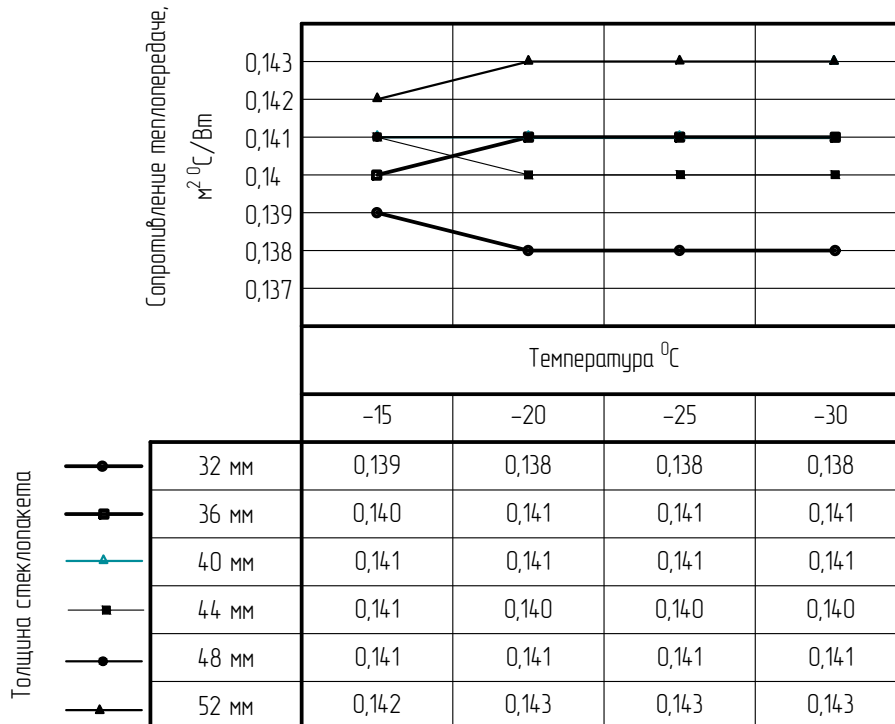 Сопротивление теплопередаче,
м² ⁰С/Вт
0,143
0,142
0,141
0,14
0,139
0,138
0,137
Температура ⁰С
-15 -20 -25 -30
Толщина стеклопакета
32 мм 0,139 0,138 0,138 0,138
36 мм 0,140 0,141 0,141 0,141
40 мм 0,141 0,141 0,141 0,141
44 мм 0,141 0,140 0,140 0,140
48 мм 0,141 0,141 0,141 0,141
52 мм 0,142 0,143 0,143 0,143